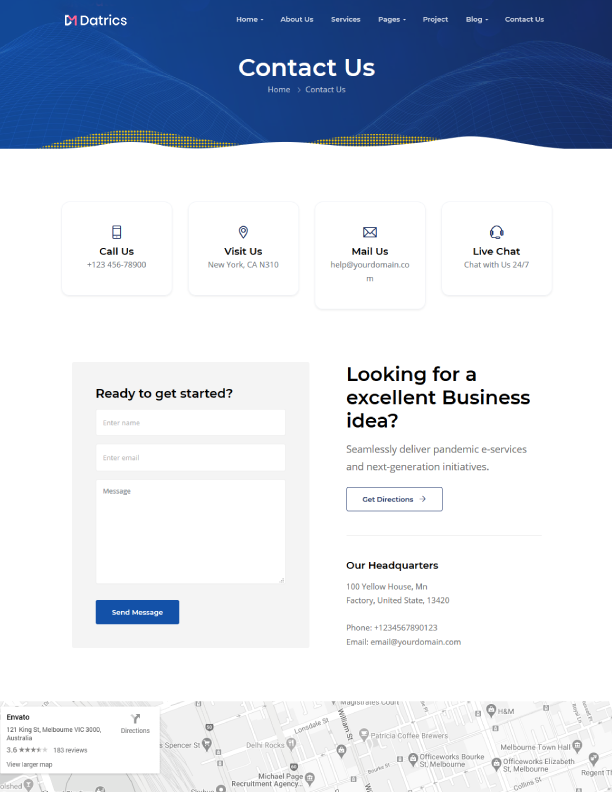 Datrics
Home About Us Services Pages Project Blog Contact Us
Contact Us
Home > Contact Us
Call Us
+123 456-78900
Visit Us
New York, CA N310
Mail Us
help@yourdomain.co
m
Live Chat
Chat with Us 24/7
Ready to get started?
Enter name
Enter email
Message
Send Message
Looking for a
excellent Business
idea?
Seamlessly deliver pandemic e-services
and next-generation initiatives.
Get Directions →
Our Headquarters
100 Yellow House, Mn
Factory, United State, 13420
Phone: +1234567890123
Email: email@yourdomain.com
Envato
121 King St, Melbourne VIC 3000,
Australia
3.6 ★★★★★ 183 reviews
View larger map
Directions
Magistrates Court
H&M
William St
Lonsdale St
Patricia Coffee Brewers
Spencer St
Delhi Rocks
Melbourne Town Hall
Officeworks Bourke
St, Melbourne
Officeworks Elizabeth
St, Melbourne
Bourke St
Regent Th
Michael Page
Recruitment Agency...
Collins St